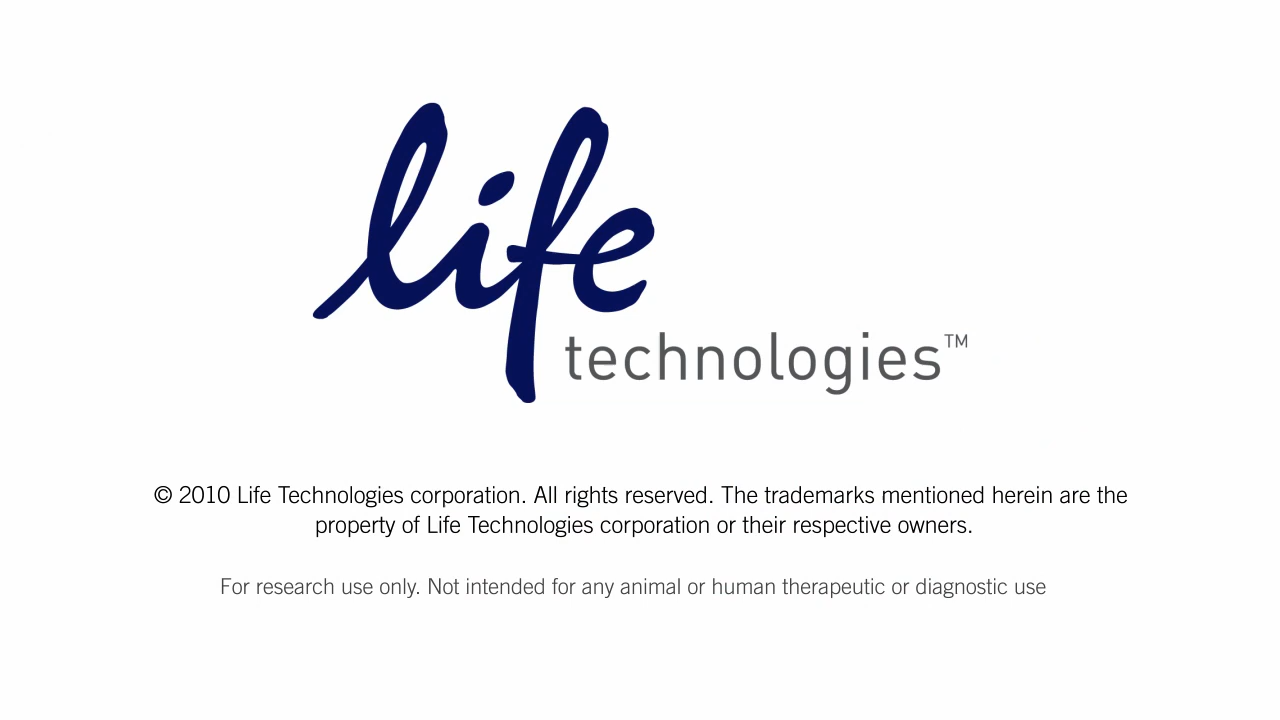 life
technologies™
© 2010 Life Technologies corporation. All rights reserved. The trademarks mentioned herein are the
property of Life Technologies corporation or their respective owners.
For research use only. Not intended for any animal or human therapeutic or diagnostic use